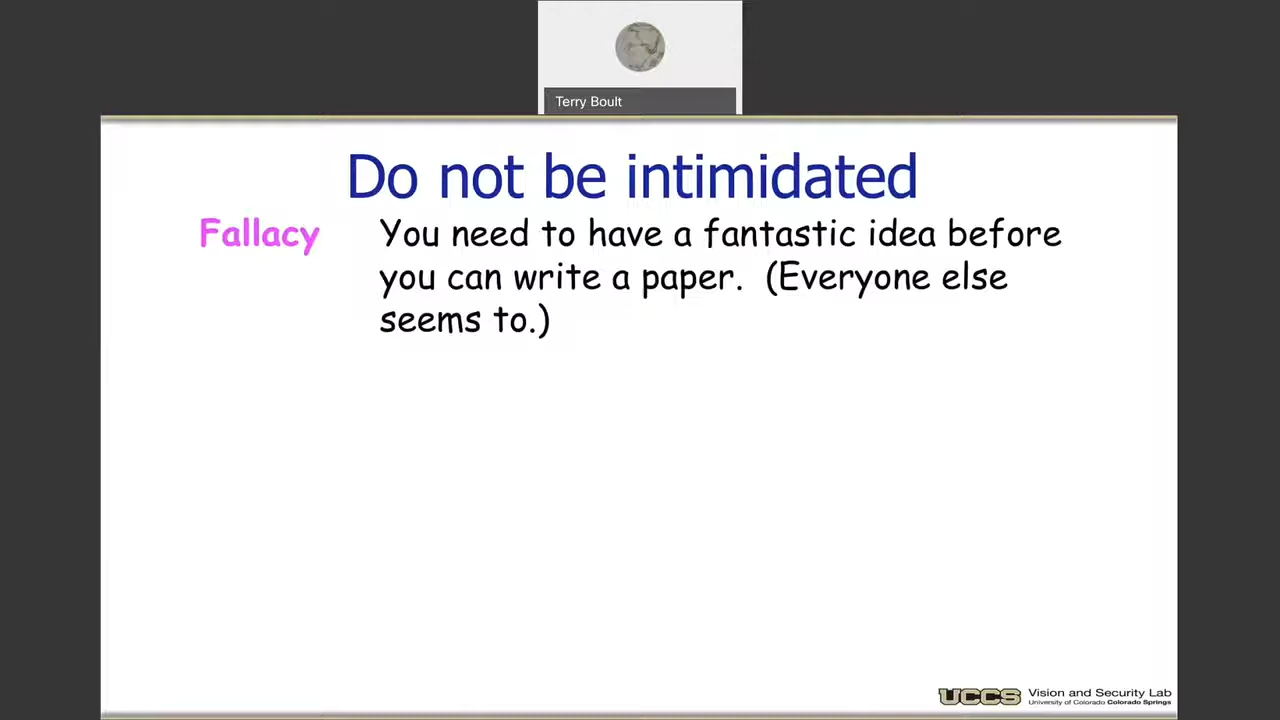 Terry Boult
Do not be intimidated
Fallacy You need to have a fantastic idea before
you can write a paper. (Everyone else
seems to.)
UCCS Vision and Security Lab
University of Colorado Colorado Springs